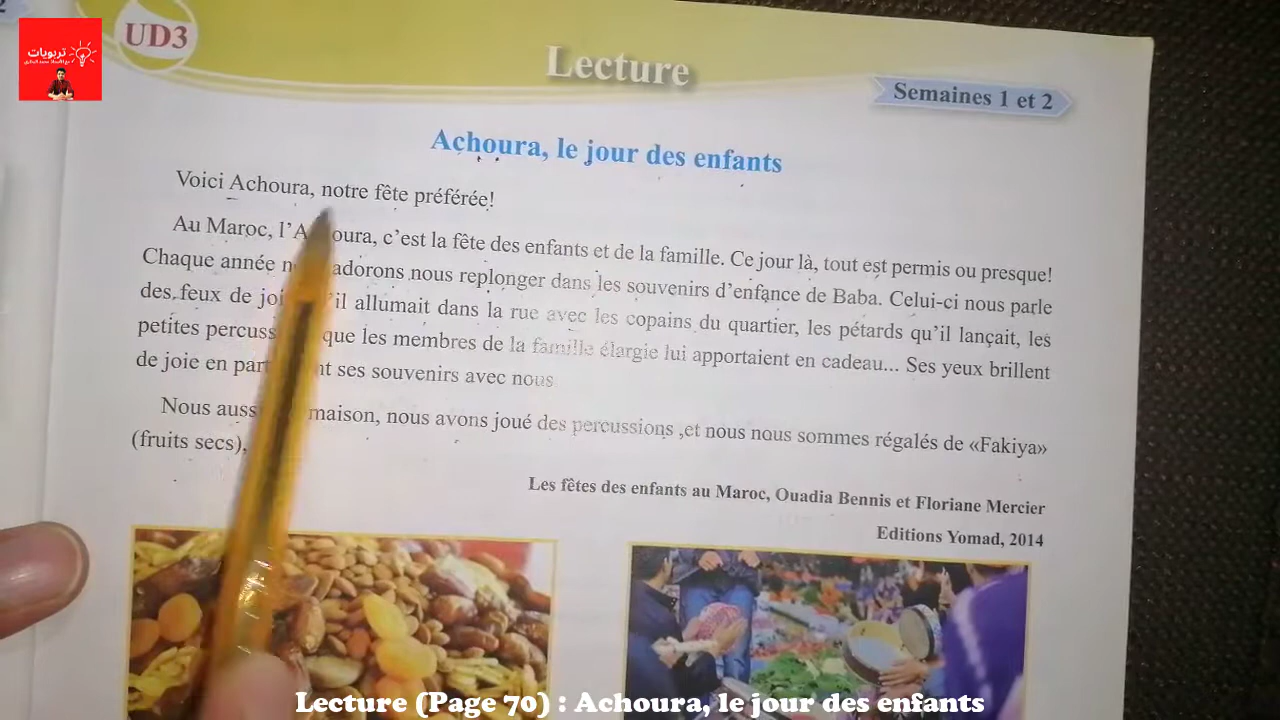 UD3
تربويات
Lecture
Semaines 1 et 2
Achoura, le jour des enfants
Voici Achoura, notre fête préférée!
Au Maroc, l'A oura, c'est la fête des enfants et de la famille. Ce jour là, tout est permis ou presque!
Chaque année n adorons nous replonger dans les souvenirs d'enfance de Baba. Celui-ci nous parle
des feux de joi 'il allumait dans la rue avec les copains du quartier, les pétards qu'il lançait, les
petites percuss que les membres de la famille élargie lui apportaient en cadeau... Ses yeux brillent
de joie en part nt ses souvenirs avec nous
Nous auss maison, nous avons joué des percussions ,et nous nous sommes régalés de «Fakiya»
(fruits secs),
Les fêtes des enfants au Maroc, Ouadia Bennis et Floriane Mercier
Editions Yomad, 2014
Lecture (Page 70) : Achoura, le jour des enfants